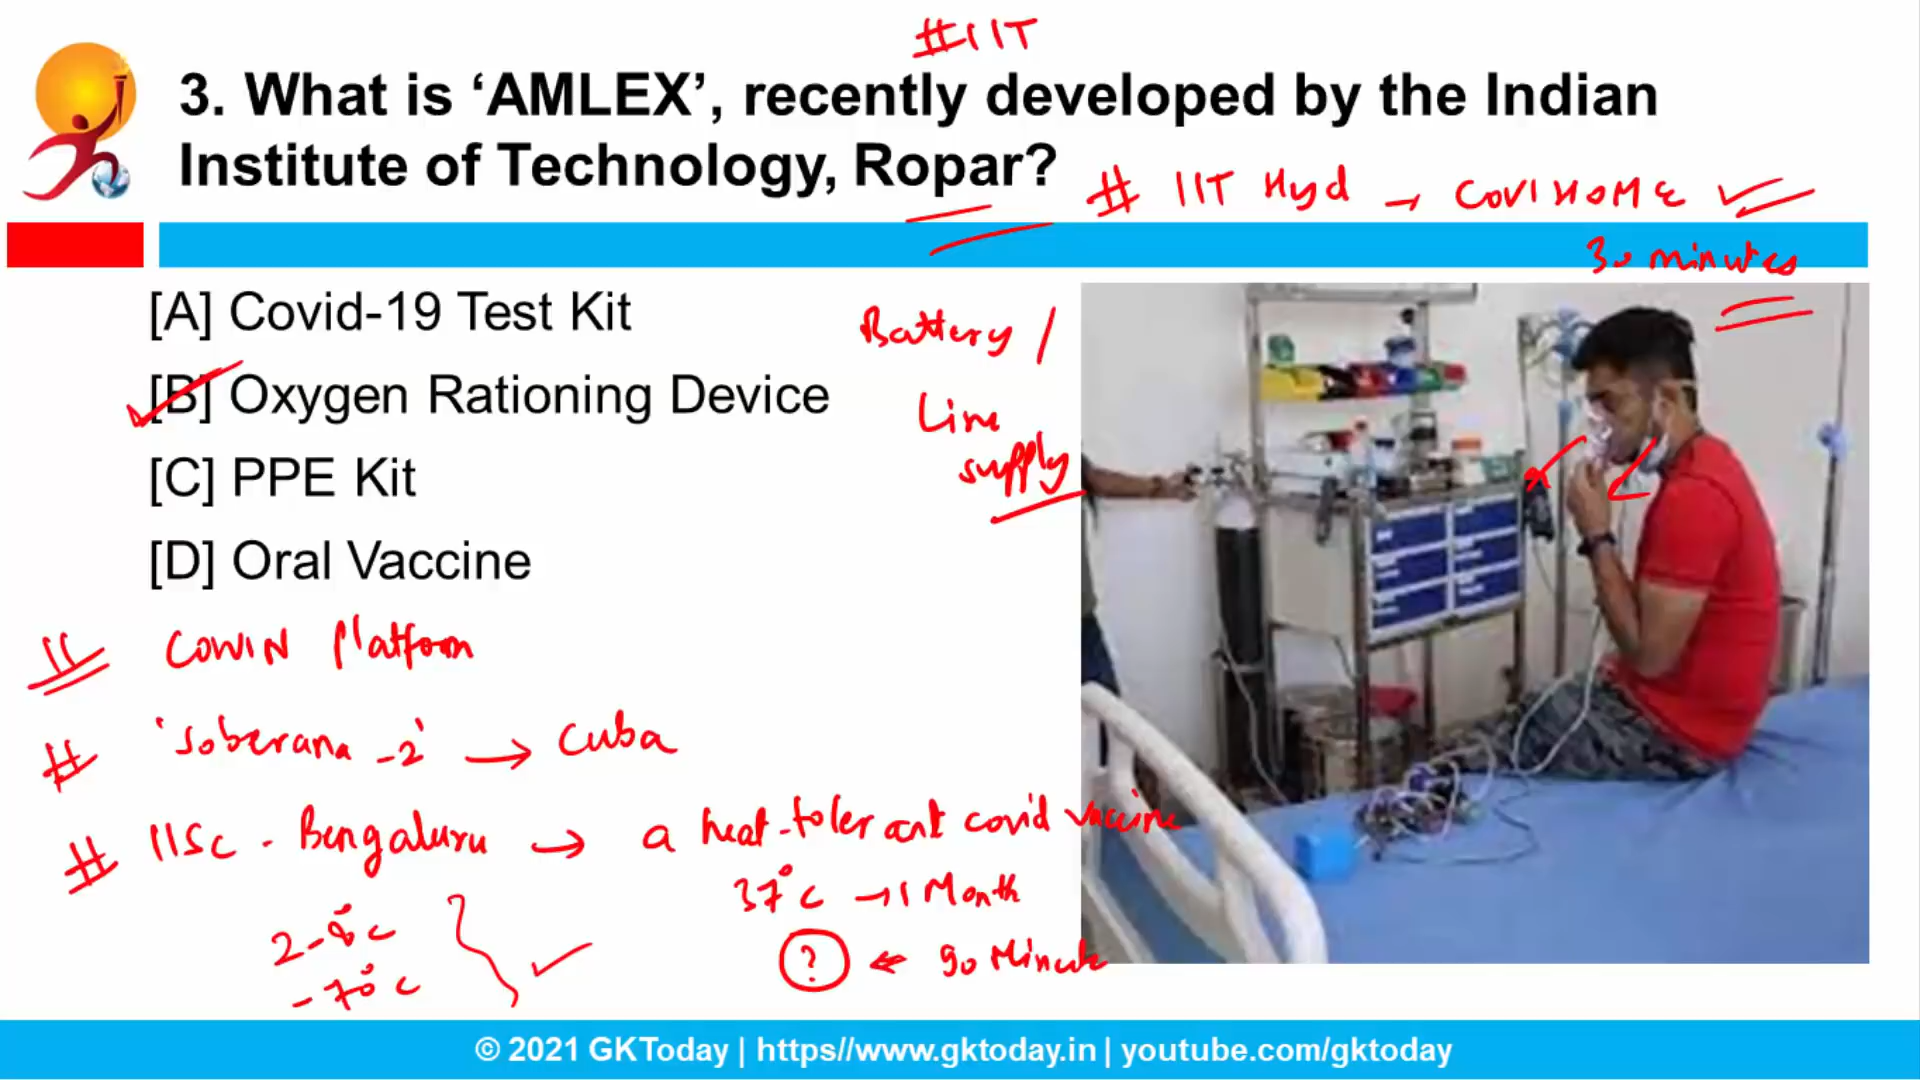 #IIT
3. What is ‘AMLEX’, recently developed by the Indian
Institute of Technology, Ropar?
# IIT Hyd → COVIHOME
30 minutes
[A] Covid-19 Test Kit
[B] Oxygen Rationing Device
[C] PPE Kit
[D] Oral Vaccine
Battery /
Line
supply
COWIN Platform
# 'Soberana -2' → Cuba
# IISc - Bengaluru → a heat-tolerant covid vaccine
37°c → 1 Month
2-8°c
-70°c
? ← 90 Minute
© 2021 GKToday | https//www.gktoday.in | youtube.com/gktoday